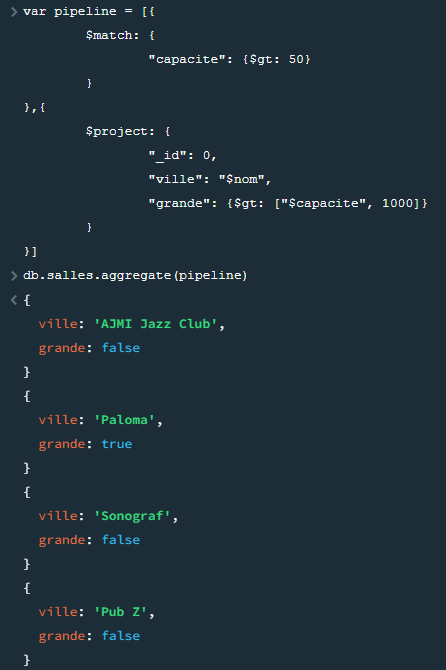 var pipeline = [{
$match: {
"capacite": {$gt: 50}
}
},{
$project: {
"_id": 0,
"ville": "$nom",
"grande": {$gt: ["$capacite", 1000]}
}
}]
db.salles.aggregate(pipeline)
{
ville: 'AJMI Jazz Club',
grande: false
}
{
ville: 'Paloma',
grande: true
}
{
ville: 'Sonograf',
grande: false
}
{
ville: 'Pub Z',
grande: false
}